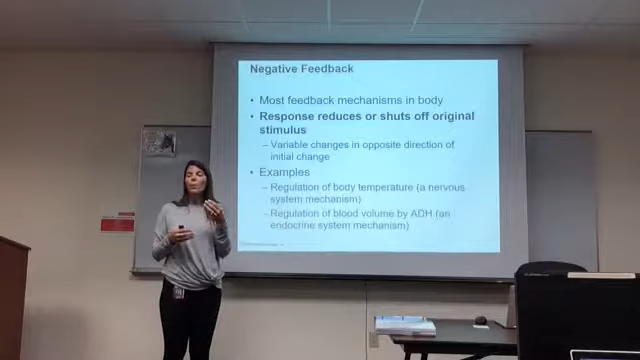 Negative Feedback
• Most feedback mechanisms in body
• Response reduces or shuts off original
stimulus
– Variable changes in opposite direction of
initial change
• Examples
– Regulation of body temperature (a nervous
system mechanism)
– Regulation of blood volume by ADH (an
endocrine system mechanism)